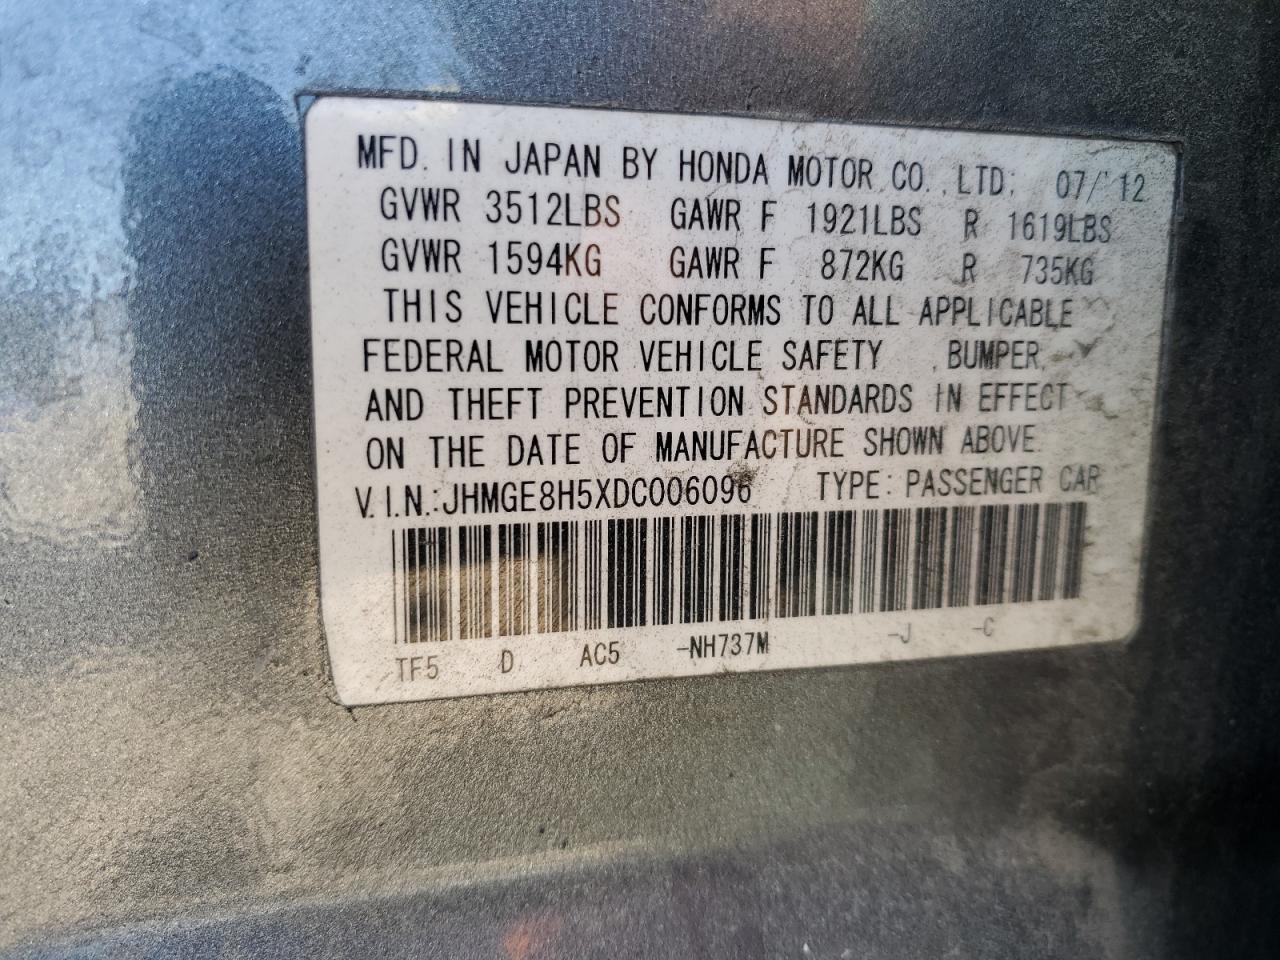 MFD. IN JAPAN BY HONDA MOTOR CO., LTD. 07/'12
GVWR 3512LBS GAWR F 1921LBS R 1619LBS
GVWR 1594KG GAWR F 872KG R 735KG
THIS VEHICLE CONFORMS TO ALL APPLICABLE
FEDERAL MOTOR VEHICLE SAFETY , BUMPER,
AND THEFT PREVENTION STANDARDS IN EFFECT
ON THE DATE OF MANUFACTURE SHOWN ABOVE.
V.I.N.:JHMGE8H5XDC006096 TYPE:PASSENGER CAR
TF5 D AC5 -NH737M -J -C